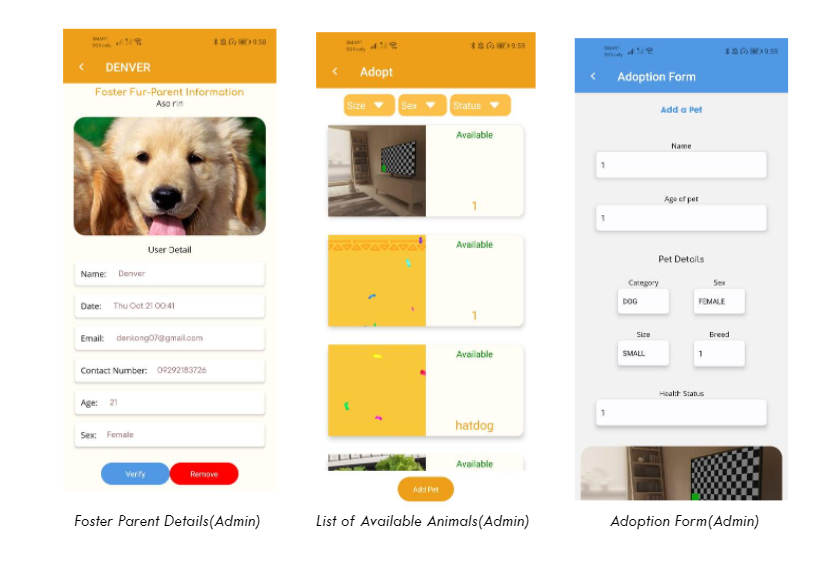 9:58
DENVER
Foster Fur-Parent Information
Aso rin
User Detail
Name: Denver
Date: Thu Oct 21 00:41
Email: denkong07@gmail.com
Contact Number: 09292183726
Age: 21
Sex: Female
Verify Remove
Foster Parent Details(Admin)
9:59
Adopt
Size Sex Status
Available
1
Available
1
Available
hatdog
Available
Add Pet
List of Available Animals(Admin)
9:59
Adoption Form
Add a Pet
Name
1
Age of pet
1
Pet Details
Category Sex
DOG FEMALE
Size Breed
SMALL 1
Health Status
1
Adoption Form(Admin)